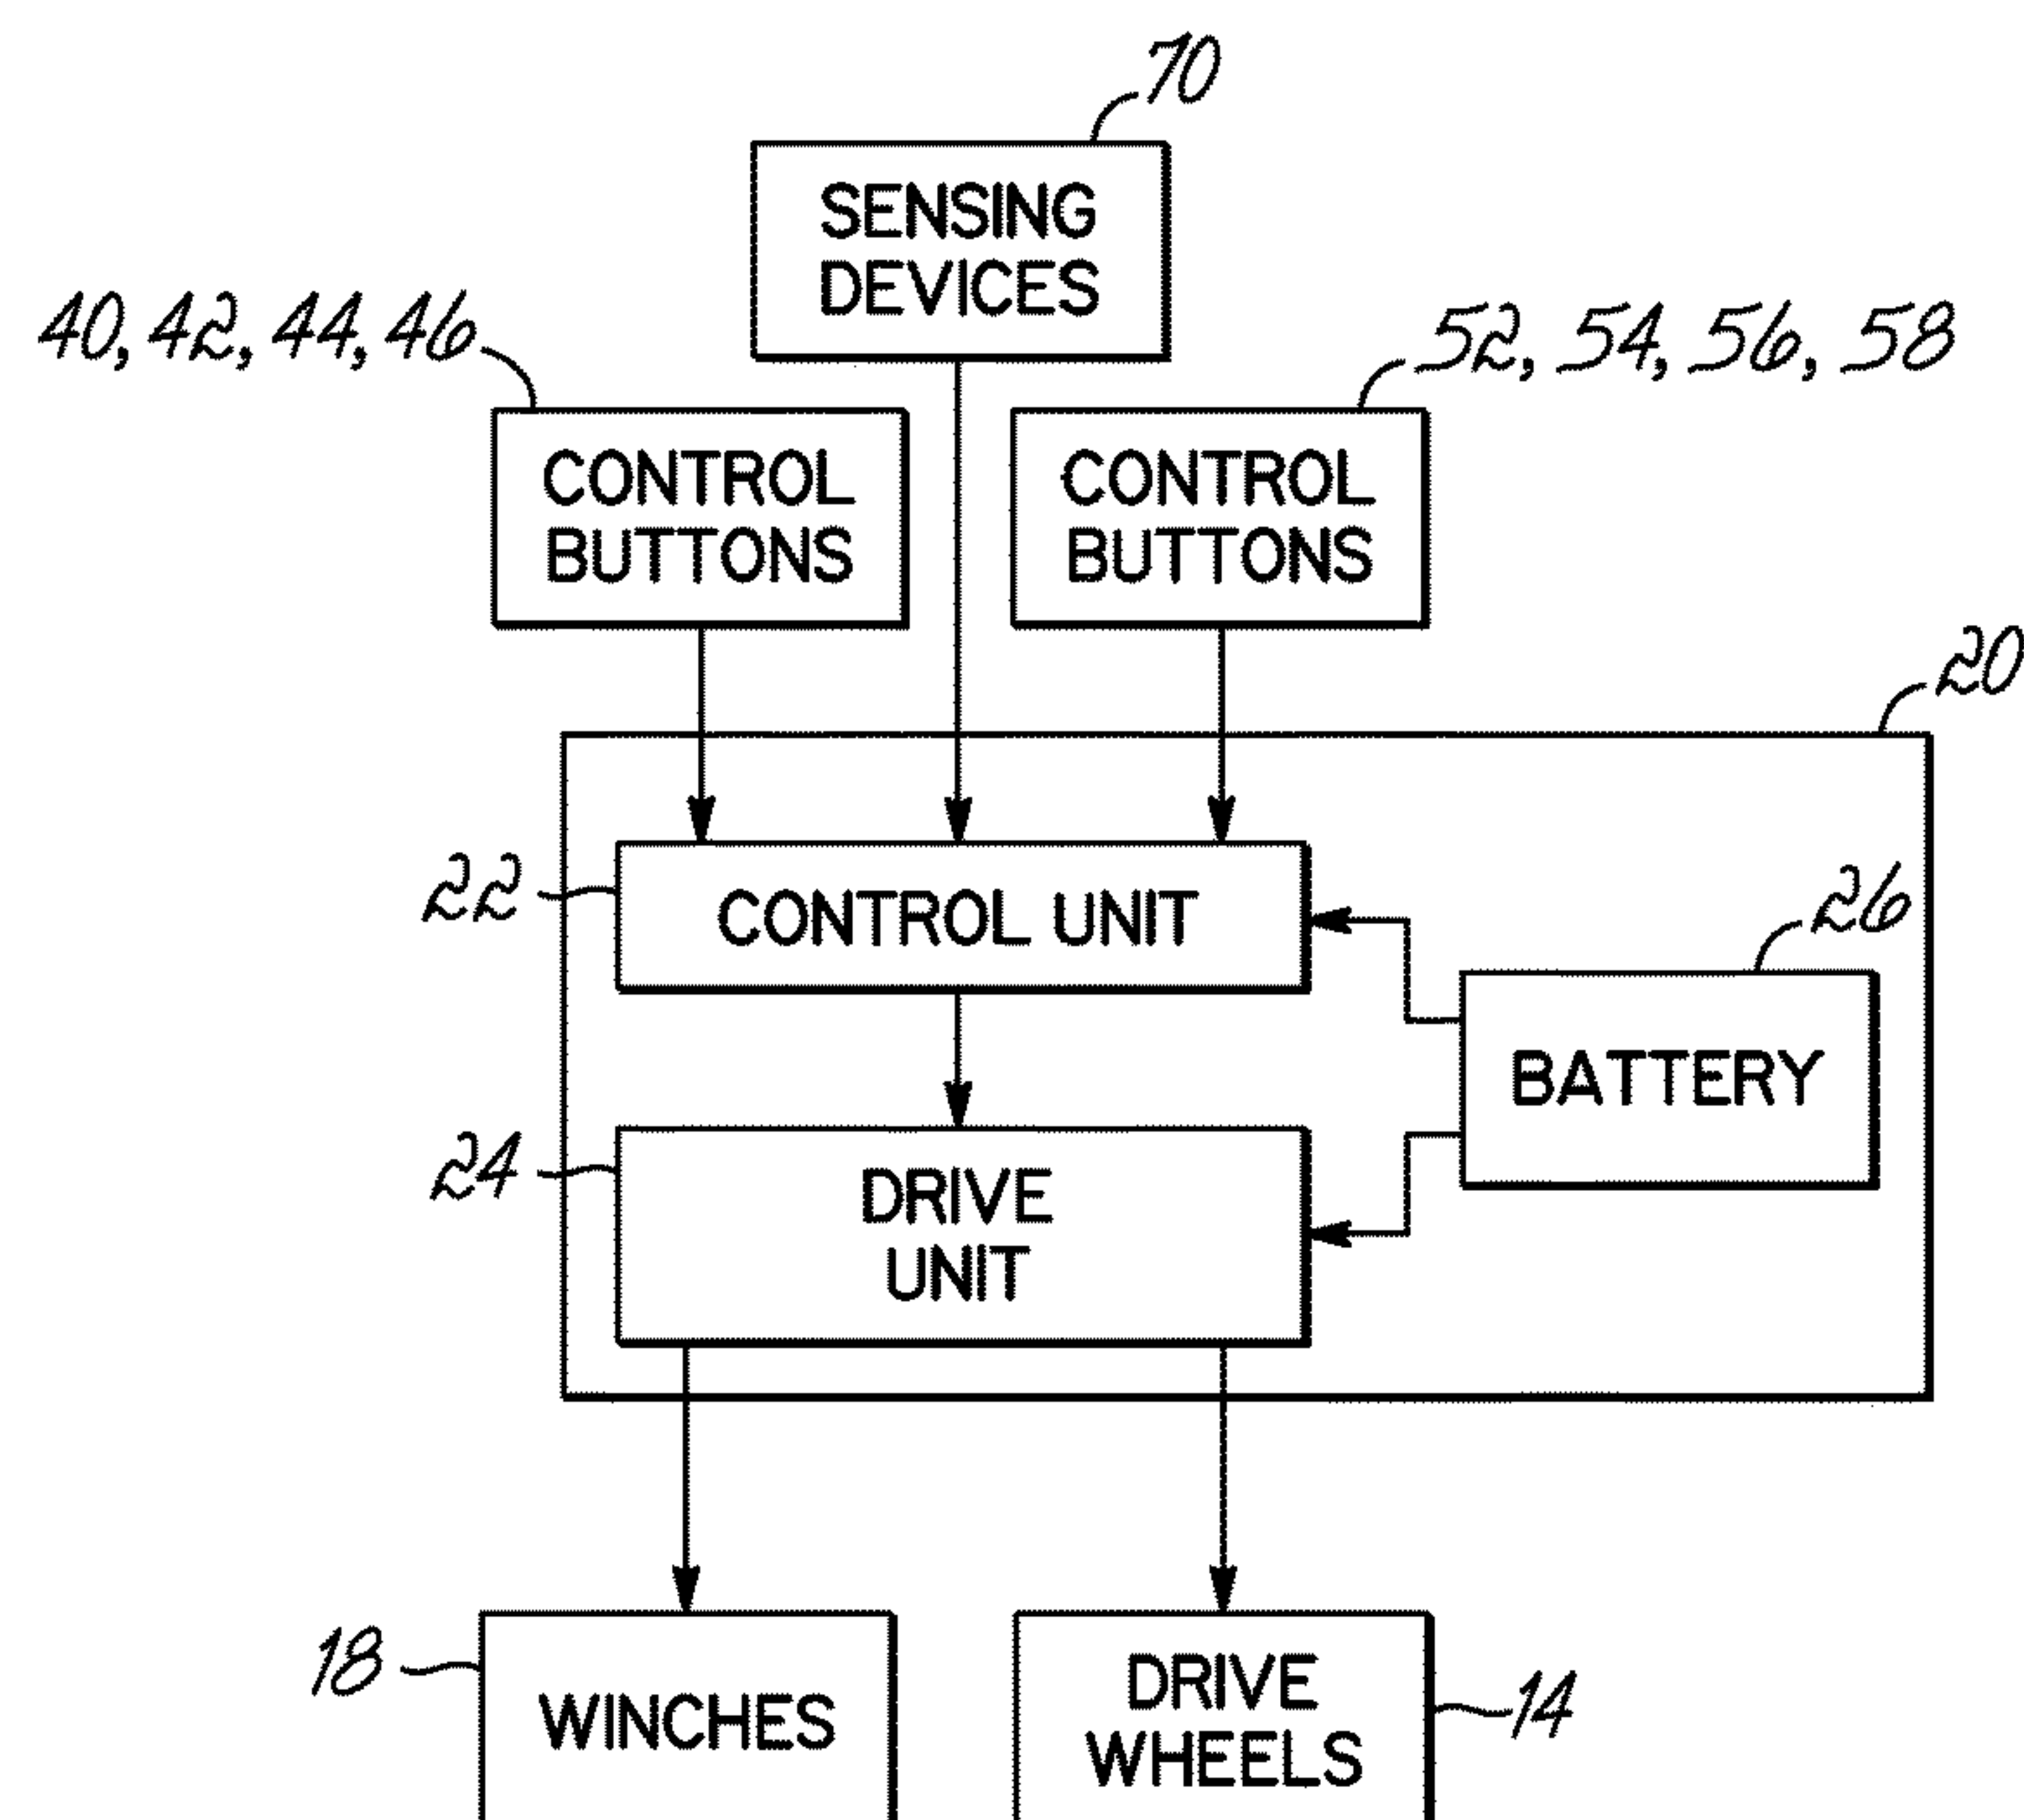 70
SENSING
DEVICES
40, 42, 44, 46
52, 54, 56, 58
CONTROL
BUTTONS
CONTROL
BUTTONS
20
22
CONTROL UNIT
26
BATTERY
24
DRIVE
UNIT
18
WINCHES
DRIVE
WHEELS
14